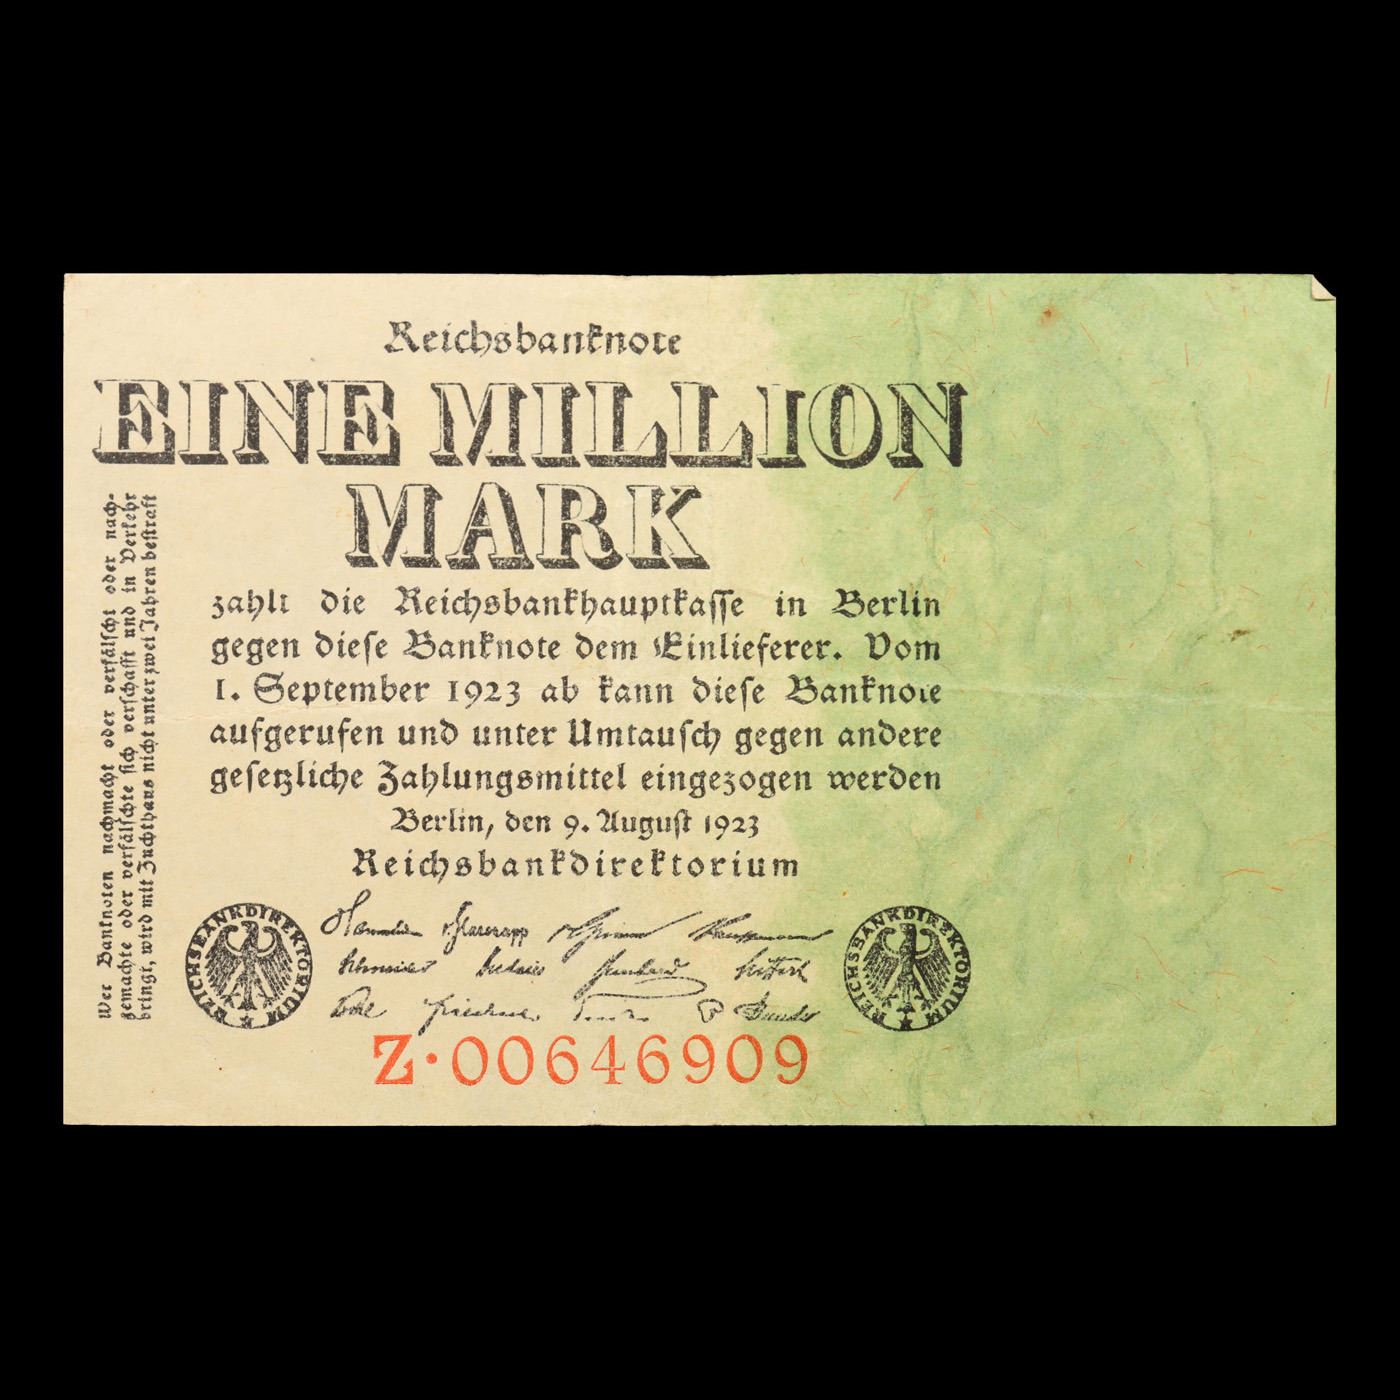 Reichsbanknote
EINE MILLION
MARK
zahlt die Reichsbankhauptkaſſe in Berlin
gegen dieſe Banknote dem Einlieferer. Vom
1. September 1923 ab kann dieſe Banknote
aufgerufen und unter Umtauſch gegen andere
geſetzliche Zahlungsmittel eingezogen werden
Berlin, den 9. Auguſt 1923
Reichsbankdirektorium
REICHSBANKDIREKTORIUM
REICHSBANKDIREKTORIUM
Z·00646909
Wer Banknoten nachmacht oder verfälſcht oder nach-
gemachte oder verfälſchte ſich verſchafft und in Verkehr
bringt, wird mit Zuchthaus nicht unter zwei Jahren beſtraft